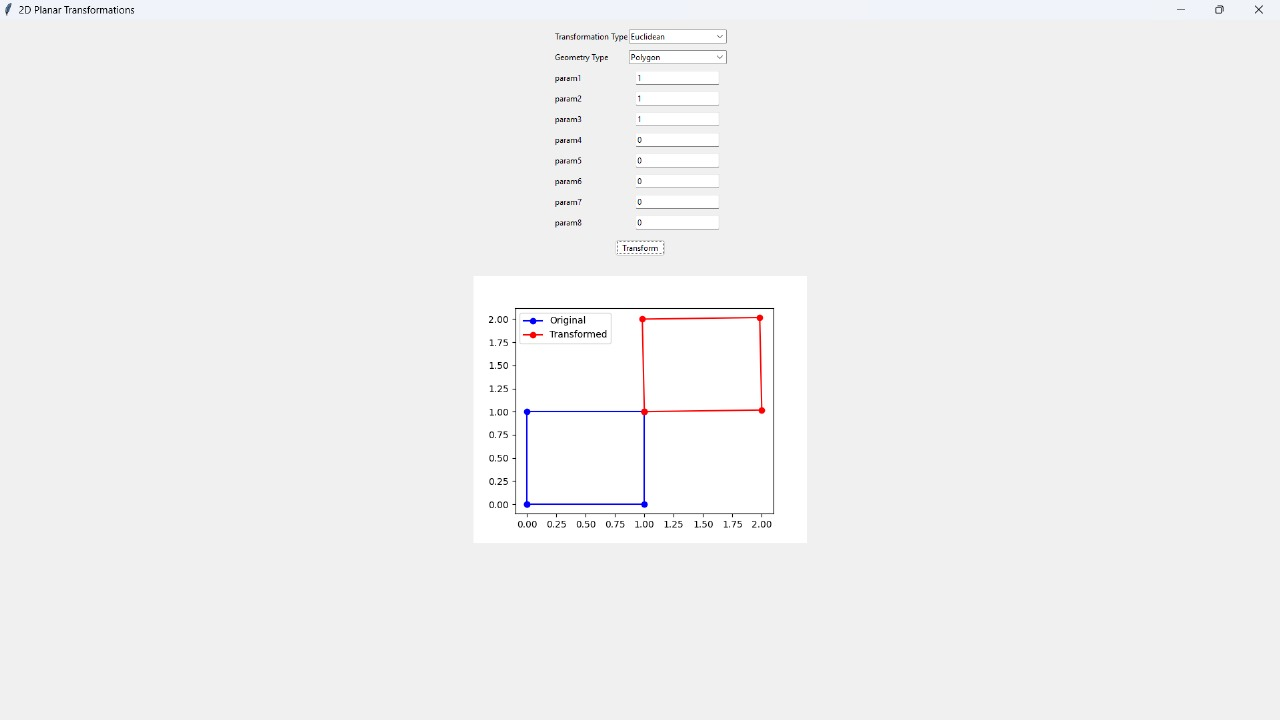 2D Planar Transformations
Transformation Type Euclidean
Geometry Type Polygon
param1 1
param2 1
param3 1
param4 0
param5 0
param6 0
param7 0
param8 0
Transform
Original
Transformed
2.00
1.75
1.50
1.25
1.00
0.75
0.50
0.25
0.00
0.00 0.25 0.50 0.75 1.00 1.25 1.50 1.75 2.00